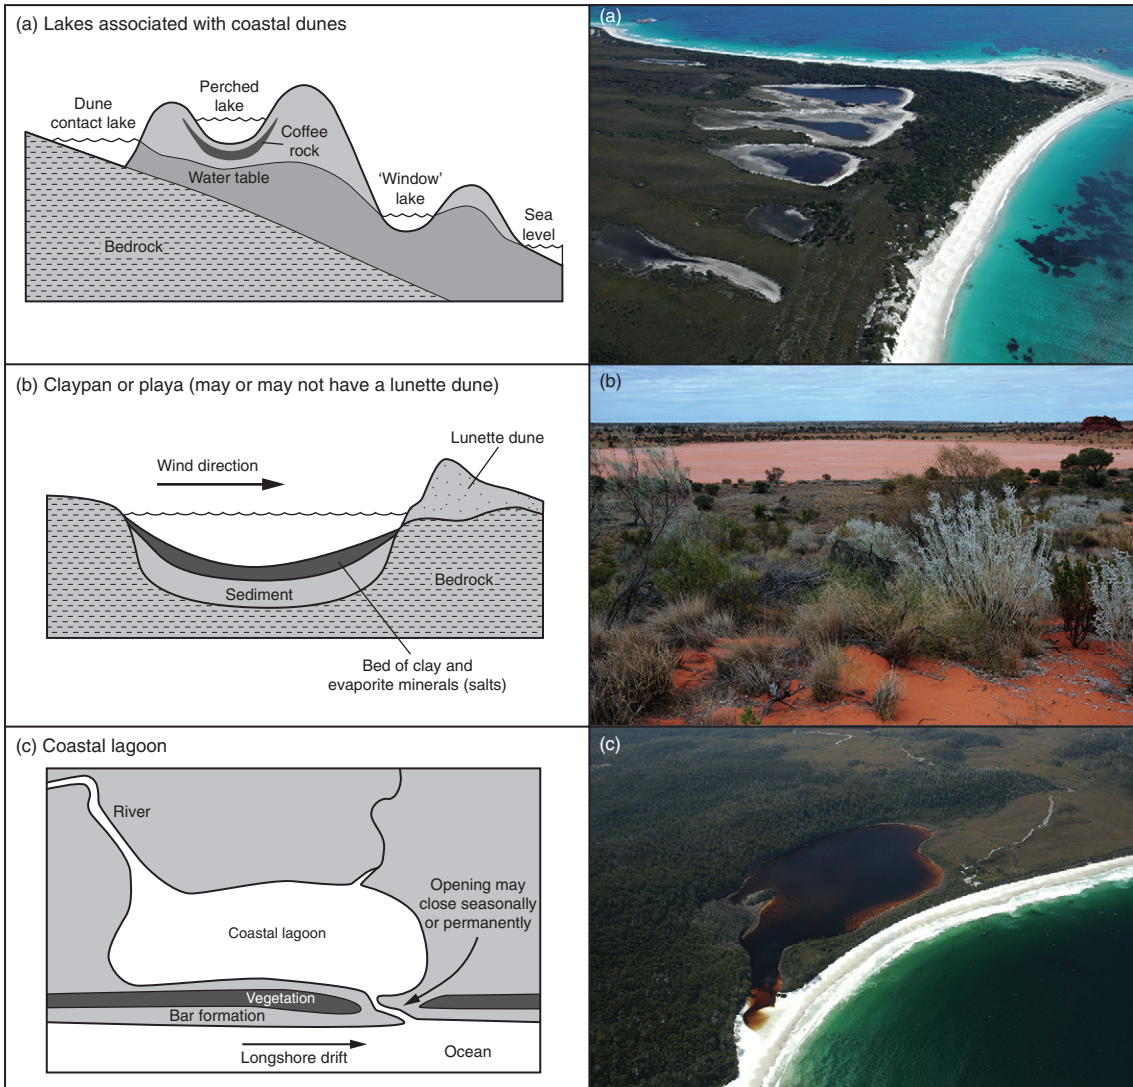 (a) Lakes associated with coastal dunes
Perched
lake
Dune
contact lake
Coffee
rock
Water table
'Window'
lake
Sea
level
Bedrock
(a)
(b) Claypan or playa (may or may not have a lunette dune)
Lunette dune
Wind direction
Sediment
Bedrock
Bed of clay and
evaporite minerals (salts)
(b)
(c) Coastal lagoon
River
Opening may
close seasonally
or permanently
Coastal lagoon
Vegetation
Bar formation
Longshore drift
Ocean
(c)